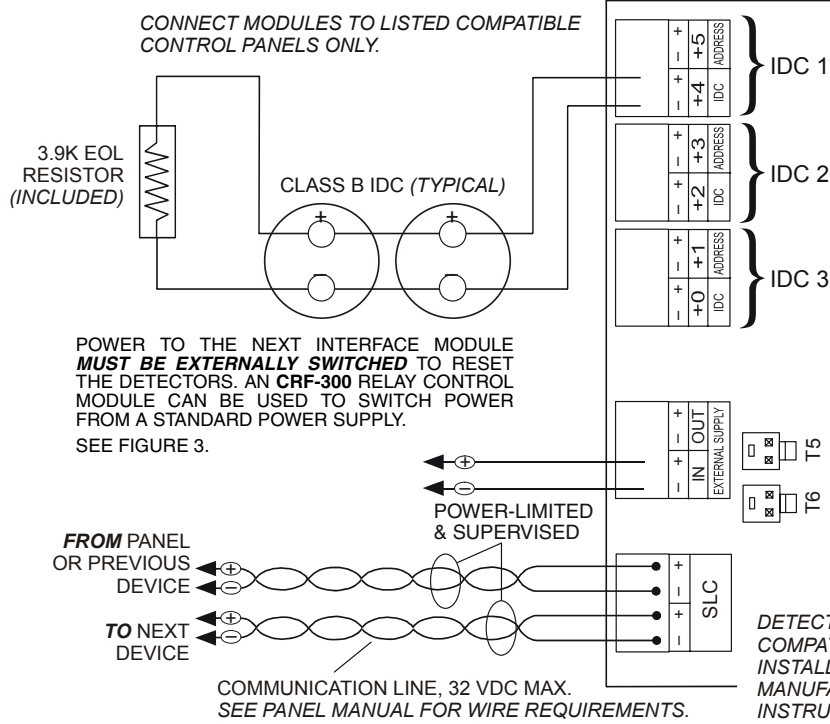 CONNECT MODULES TO LISTED COMPATIBLE
CONTROL PANELS ONLY.
3.9K EOL
RESISTOR
(INCLUDED)
CLASS B IDC (TYPICAL)
+
+
−
−
− +
+5
ADDRESS
− +
+4
IDC
IDC 1
− +
+3
ADDRESS
− +
+2
IDC
IDC 2
− +
+1
ADDRESS
− +
+0
IDC
IDC 3
POWER TO THE NEXT INTERFACE MODULE
MUST BE EXTERNALLY SWITCHED TO RESET
THE DETECTORS. AN CRF-300 RELAY CONTROL
MODULE CAN BE USED TO SWITCH POWER
FROM A STANDARD POWER SUPPLY.
SEE FIGURE 3.
+
−
− +
OUT
− +
IN
EXTERNAL SUPPLY
T5
T6
POWER-LIMITED
& SUPERVISED
FROM PANEL
OR PREVIOUS
DEVICE
+
−
TO NEXT
DEVICE
+
−
+
−
+
−
SLC
COMMUNICATION LINE, 32 VDC MAX.
SEE PANEL MANUAL FOR WIRE REQUIREMENTS.
DETECT
COMPAT
INSTALL
MANUFA
INSTRU